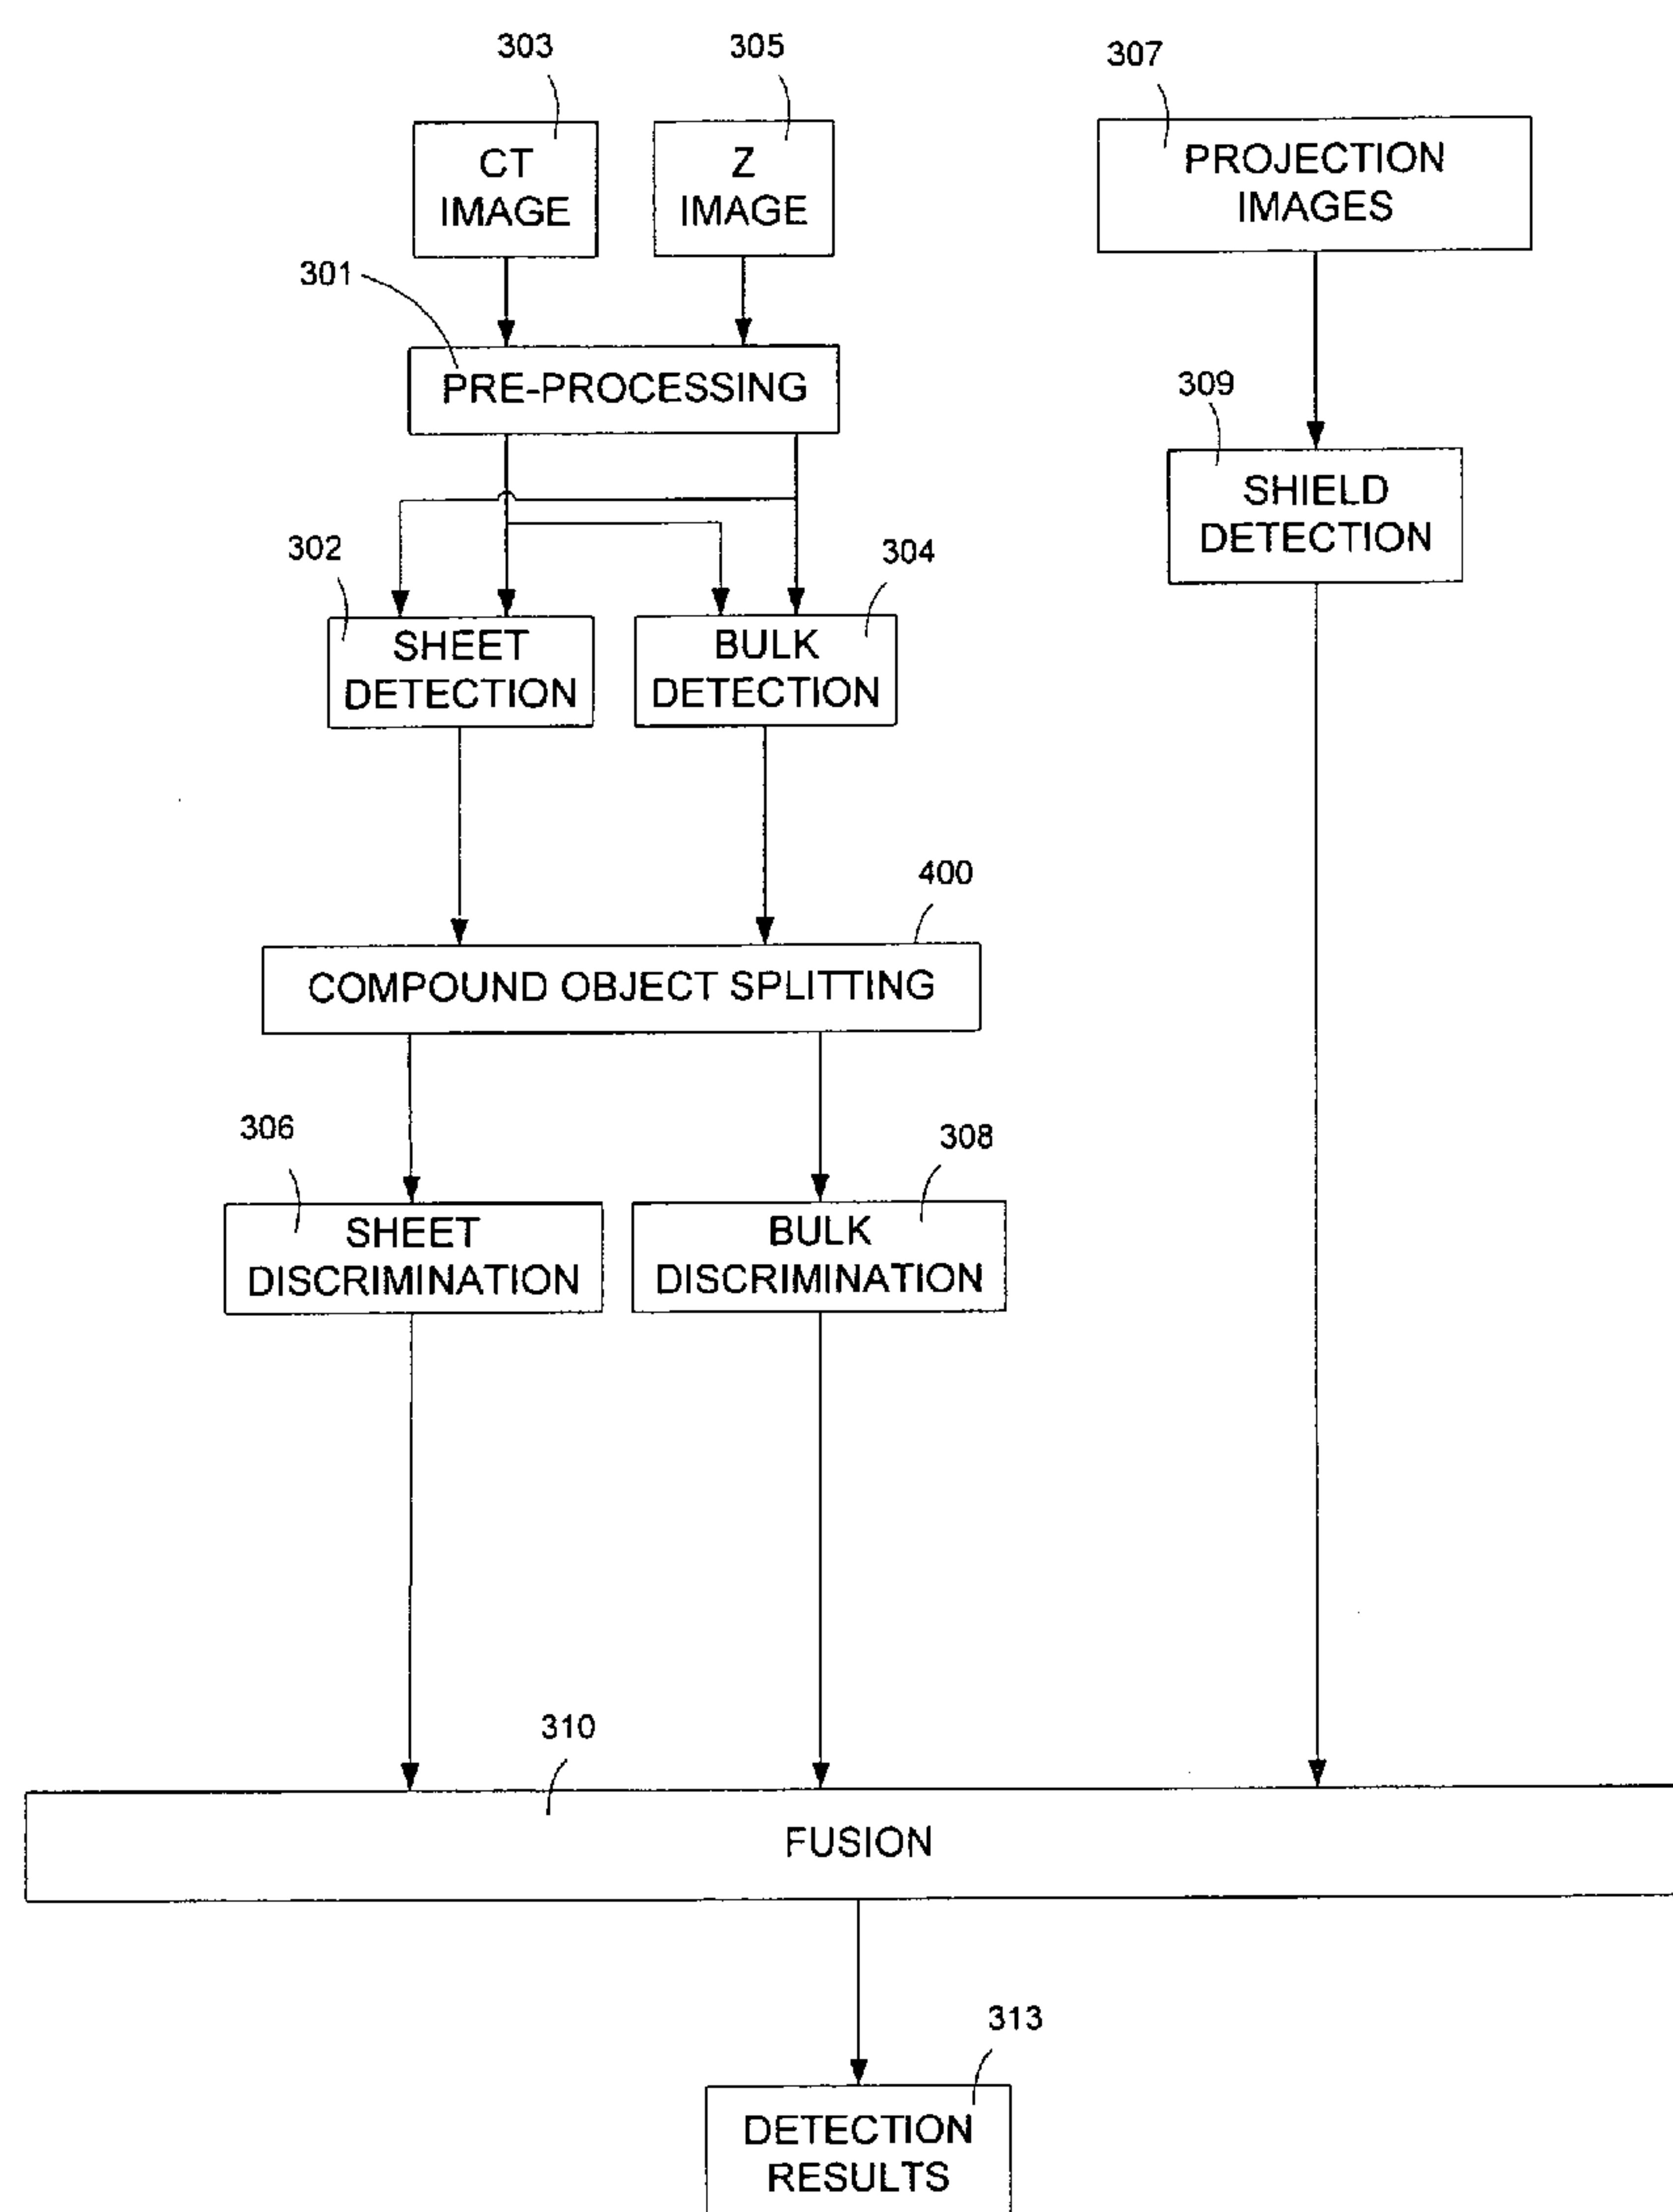 303
305
307
CT
IMAGE
Z
IMAGE
PROJECTION
IMAGES
301
PRE-PROCESSING
309
SHIELD
DETECTION
302
304
SHEET
DETECTION
BULK
DETECTION
400
COMPOUND OBJECT SPLITTING
306
308
SHEET
DISCRIMINATION
BULK
DISCRIMINATION
310
FUSION
313
DETECTION
RESULTS